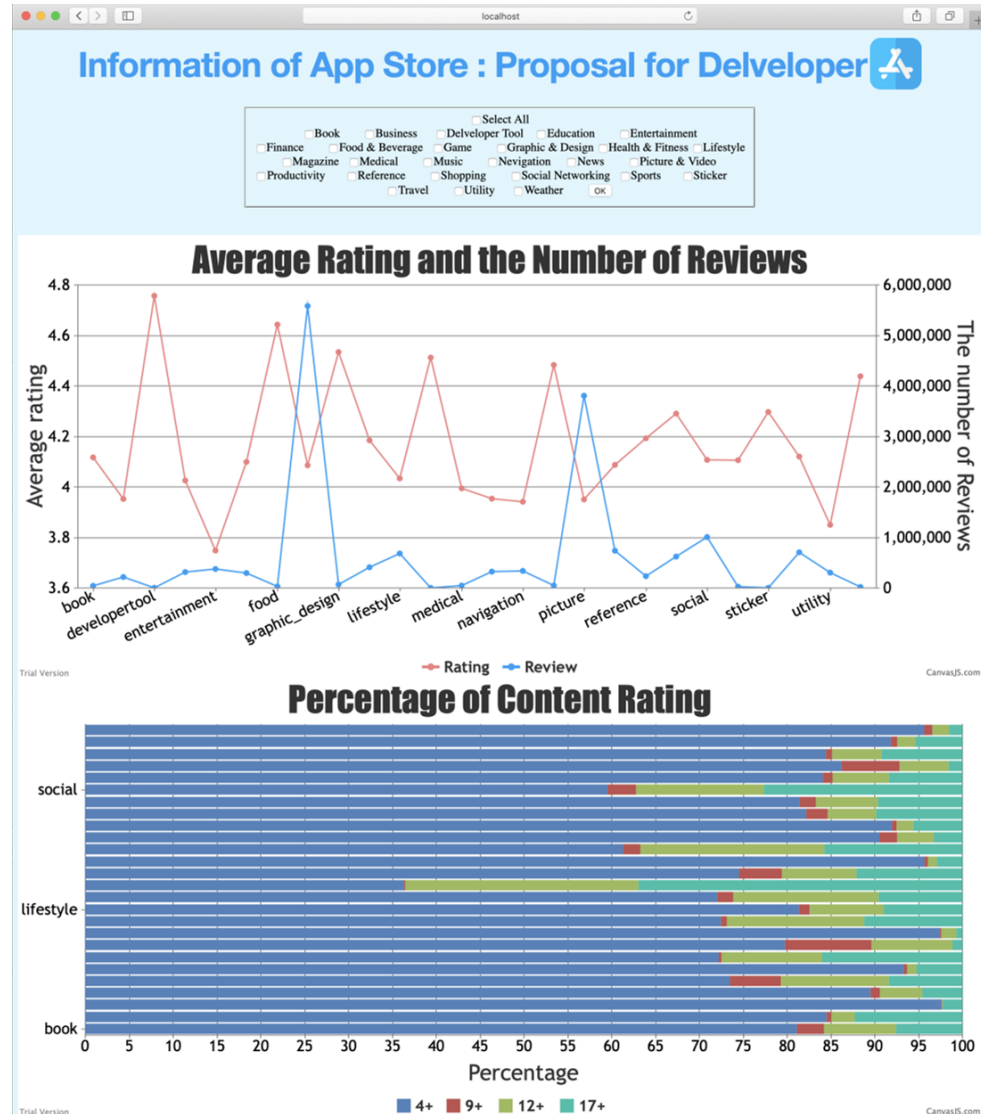 localhost
Information of App Store : Proposal for Delveloper
Select All
Book Business Delveloper Tool Education Entertainment
Finance Food & Beverage Game Graphic & Design Health & Fitness Lifestyle
Magazine Medical Music Nevigation News Picture & Video
Productivity Reference Shopping Social Networking Sports Sticker
Travel Utility Weather OK
Average Rating and the Number of Reviews
4.8 6,000,000
4.6 5,000,000
4.4 4,000,000
4.2 3,000,000
4 2,000,000
3.8 1,000,000
3.6 0
Average rating
The number of Reviews
book developertool entertainment food graphic_design lifestyle medical navigation picture reference social sticker utility
Rating Review
Trial Version CanvasJS.com
Percentage of Content Rating
social
lifestyle
book
0 5 10 15 20 25 30 35 40 45 50 55 60 65 70 75 80 85 90 95 100
Percentage
4+ 9+ 12+ 17+
Trial Version CanvasJS.com